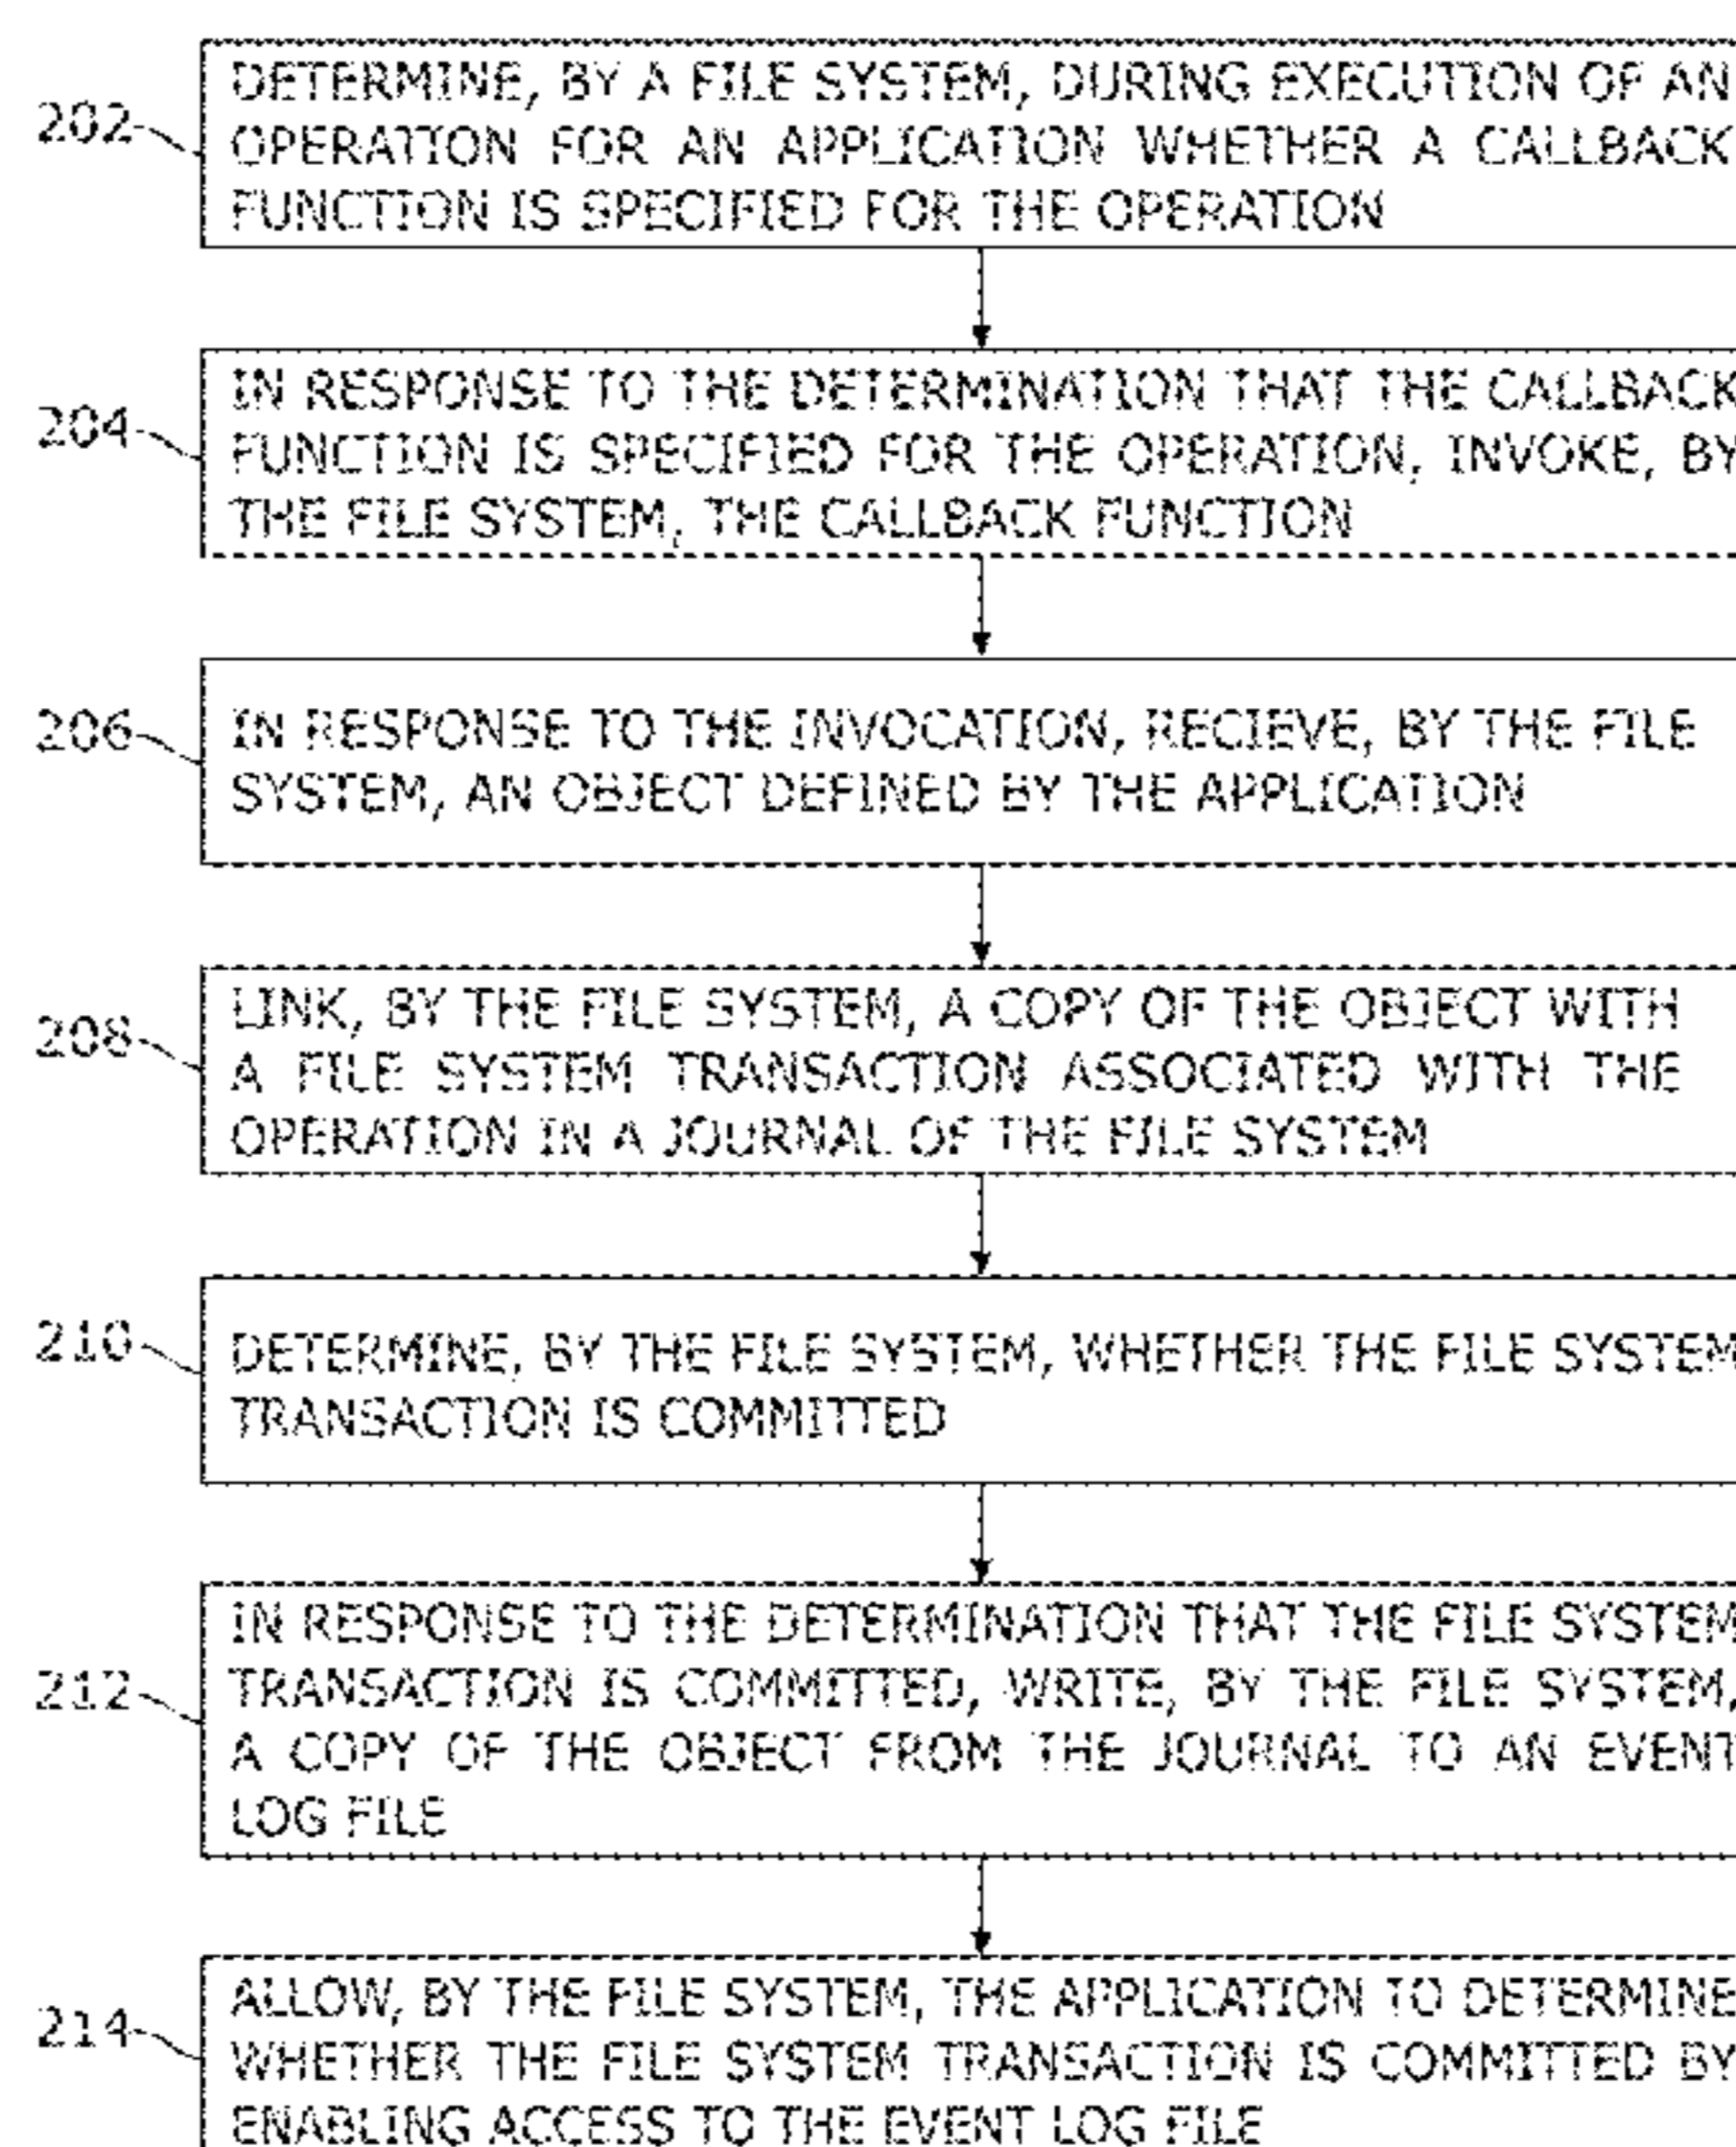 DETERMINE, BY A FILE SYSTEM, DURING EXECUTION OF AN
202 OPERATION FOR AN APPLICATION WHETHER A CALLBACK
FUNCTION IS SPECIFIED FOR THE OPERATION
IN RESPONSE TO THE DETERMINATION THAT THE CALLBACK
204 FUNCTION IS SPECIFIED FOR THE OPERATION, INVOKE, BY
THE FILE SYSTEM, THE CALLBACK FUNCTION
206 IN RESPONSE TO THE INVOCATION, RECIEVE, BY THE FILE
SYSTEM, AN OBJECT DEFINED BY THE APPLICATION
LINK, BY THE FILE SYSTEM, A COPY OF THE OBJECT WITH
208 A FILE SYSTEM TRANSACTION ASSOCIATED WITH THE
OPERATION IN A JOURNAL OF THE FILE SYSTEM
210 DETERMINE, BY THE FILE SYSTEM, WHETHER THE FILE SYSTEM
TRANSACTION IS COMMITTED
IN RESPONSE TO THE DETERMINATION THAT THE FILE SYSTEM
212 TRANSACTION IS COMMITTED, WRITE, BY THE FILE SYSTEM,
A COPY OF THE OBJECT FROM THE JOURNAL TO AN EVENT
LOG FILE
ALLOW, BY THE FILE SYSTEM, THE APPLICATION TO DETERMINE
214 WHETHER THE FILE SYSTEM TRANSACTION IS COMMITTED BY
ENABLING ACCESS TO THE EVENT LOG FILE